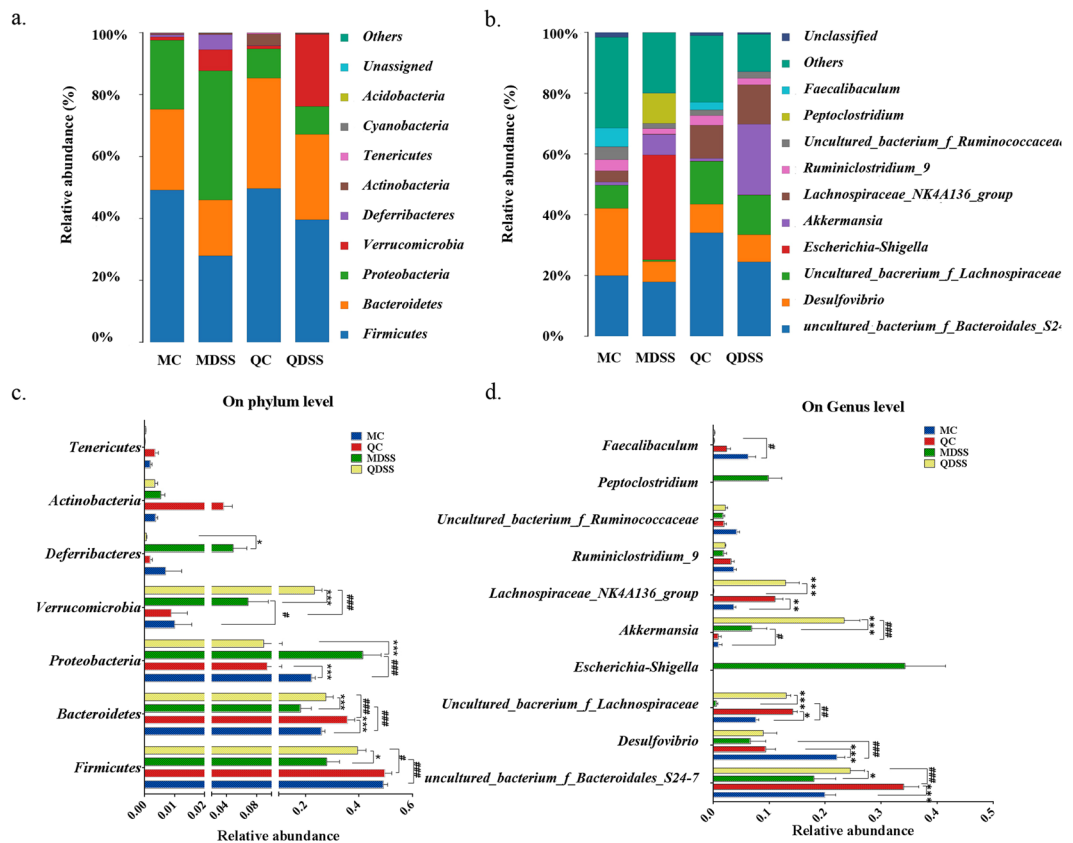 a.
Relative abundance (%)
100%
80%
60%
40%
20%
0%
MC
MDSS
QC
QDSS
Others
Unassigned
Acidobacteria
Cyanobacteria
Tenericutes
Actinobacteria
Deferribacteres
Verrucomicrobia
Proteobacteria
Bacteroidetes
Firmicutes
b.
Relative abundance (%)
100%
80%
60%
40%
20%
0%
MC
MDSS
QC
QDSS
Unclassified
Others
Faecalibaculum
Peptoclostridium
Uncultured_bacterium_f_Ruminococcaceae
Ruminiclostridium_9
Lachnospiraceae_NK4A136_group
Akkermansia
Escherichia-Shigella
Uncultured_bacrerium_f_Lachnospiraceae
Desulfovibrio
uncultured_bacterium_f_Bacteroidales_S24
c.
On phylum level
MC
QC
MDSS
QDSS
Tenericutes
Actinobacteria
Deferribacteres
*
Verrucomicrobia
***
###
#
Proteobacteria
***
###
***
Bacteroidetes
***
###
***
###
Firmicutes
*
#
###
0.00
0.01
0.02
0.04
0.08
0.2
0.4
0.6
Relative abundance
d.
On Genus level
MC
QC
MDSS
QDSS
Faecalibaculum
#
Peptoclostridium
Uncultured_bacterium_f_Ruminococcaceae
Ruminiclostridium_9
Lachnospiraceae_NK4A136_group
***
**
Akkermansia
***
###
#
Escherichia-Shigella
Uncultured_bacrerium_f_Lachnospiraceae
***
##
*
Desulfovibrio
###
***
uncultured_bacterium_f_Bacteroidales_S24-7
###
*
0.0
0.1
0.2
0.3
0.4
0.5
Relative abundance